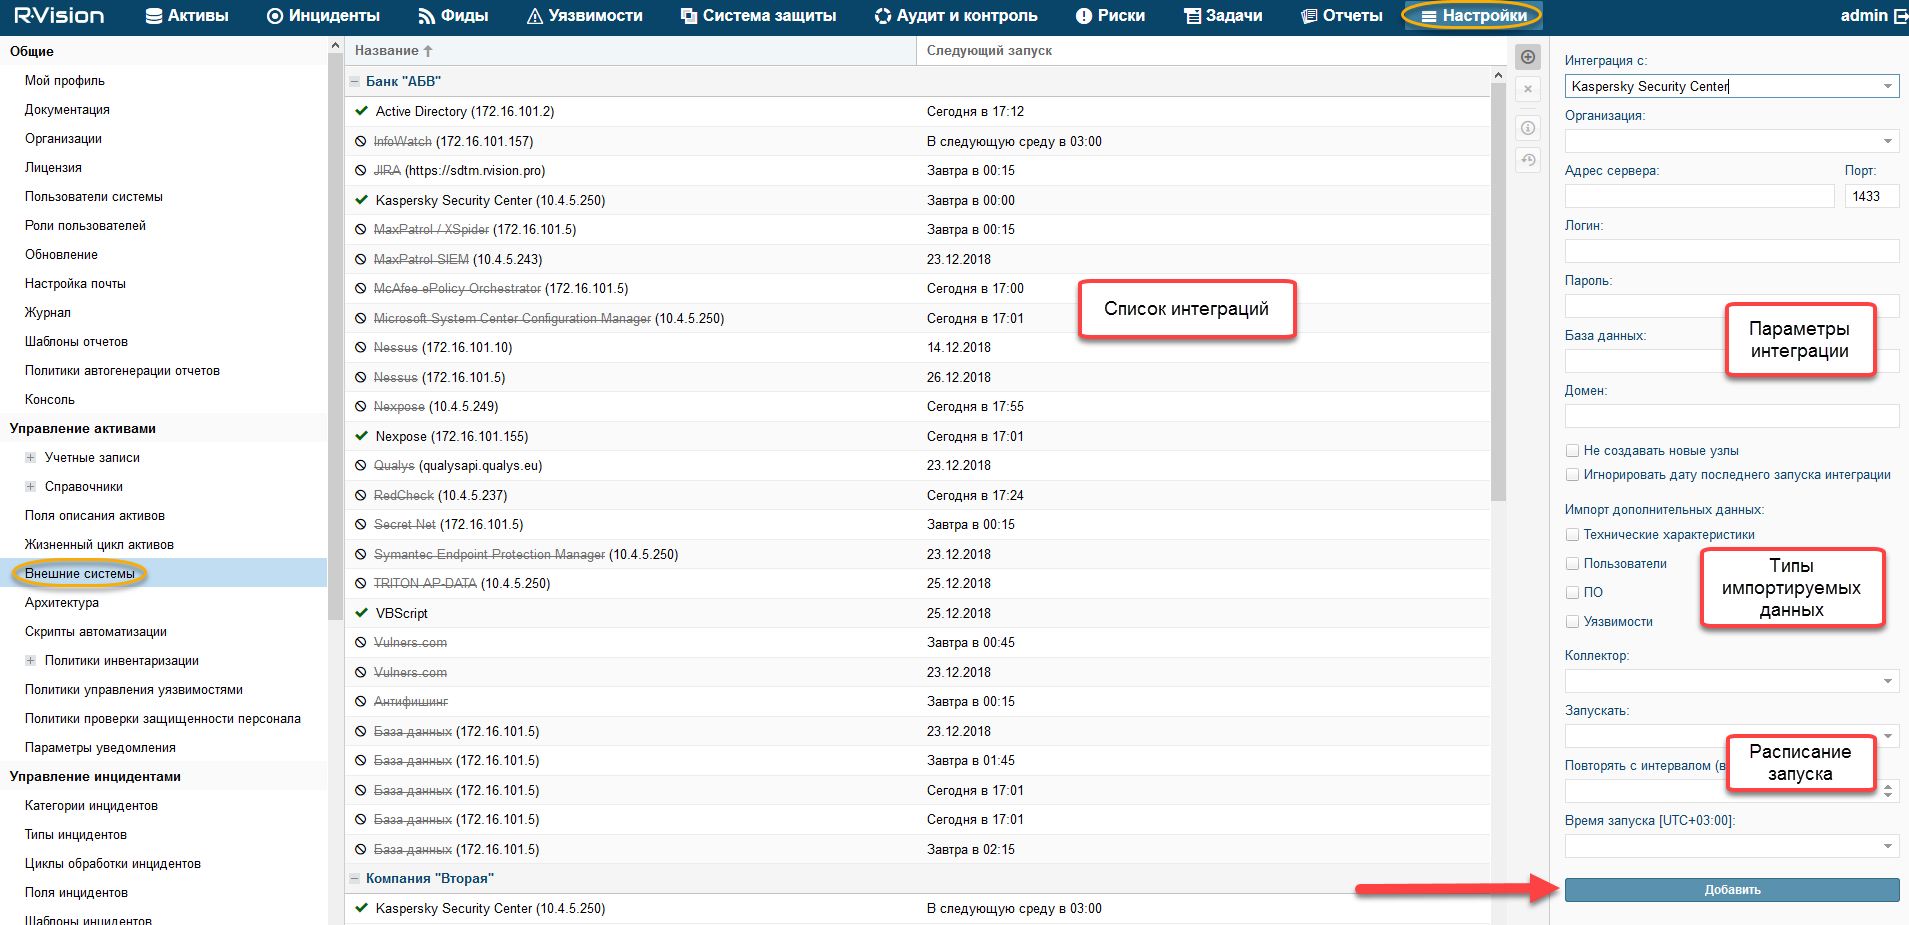 R·Vision
Активы
Инциденты
Фиды
Уязвимости
Система защиты
Аудит и контроль
Риски
Задачи
Отчеты
Настройки
admin
Общие
Мой профиль
Документация
Организации
Лицензия
Пользователи системы
Роли пользователей
Обновление
Настройка почты
Журнал
Шаблоны отчетов
Политики автогенерации отчетов
Консоль
Управление активами
Учетные записи
Справочники
Поля описания активов
Жизненный цикл активов
Внешние системы
Архитектура
Скрипты автоматизации
Политики инвентаризации
Политики управления уязвимостями
Политики проверки защищенности персонала
Параметры уведомления
Управление инцидентами
Категории инцидентов
Типы инцидентов
Циклы обработки инцидентов
Поля инцидентов
Шаблоны инцидентов
Название Следующий запуск
Банк "АБВ"
Active Directory (172.16.101.2) Сегодня в 17:12
InfoWatch (172.16.101.157) В следующую среду в 03:00
JIRA (https://sdtm.rvision.pro) Завтра в 00:15
Kaspersky Security Center (10.4.5.250) Завтра в 00:00
MaxPatrol / XSpider (172.16.101.5) Завтра в 00:15
MaxPatrol SIEM (10.4.5.243) 23.12.2018
McAfee ePolicy Orchestrator (172.16.101.5) Сегодня в 17:00
Microsoft System Center Configuration Manager (10.4.5.250) Сегодня в 17:01
Nessus (172.16.101.10) 14.12.2018
Nessus (172.16.101.5) 26.12.2018
Nexpose (10.4.5.249) Сегодня в 17:55
Nexpose (172.16.101.155) Сегодня в 17:01
Qualys (qualysapi.qualys.eu) 23.12.2018
RedCheck (10.4.5.237) Сегодня в 17:24
Secret Net (172.16.101.5) Завтра в 00:15
Symantec Endpoint Protection Manager (10.4.5.250) 23.12.2018
TRITON AP-DATA (10.4.5.250) 25.12.2018
VBScript 25.12.2018
Vulners.com Завтра в 00:45
Vulners.com 23.12.2018
Антифишинг Завтра в 00:15
База данных (172.16.101.5) 23.12.2018
База данных (172.16.101.5) Завтра в 01:45
База данных (172.16.101.5) Сегодня в 17:01
База данных (172.16.101.5) Сегодня в 17:01
База данных (172.16.101.5) Завтра в 02:15
Компания "Вторая"
Kaspersky Security Center (10.4.5.250) В следующую среду в 03:00
Список интеграций
Интеграция с:
Kaspersky Security Center
Организация:
Адрес сервера: Порт:
1433
Логин:
Пароль:
База данных:
Параметры
интеграции
Домен:
Не создавать новые узлы
Игнорировать дату последнего запуска интеграции
Импорт дополнительных данных:
Технические характеристики
Пользователи
ПО
Уязвимости
Типы
импортируемых
данных
Коллектор:
Запускать:
Повторять с интервалом (в
Расписание
запуска
Время запуска [UTC+03:00]:
Добавить